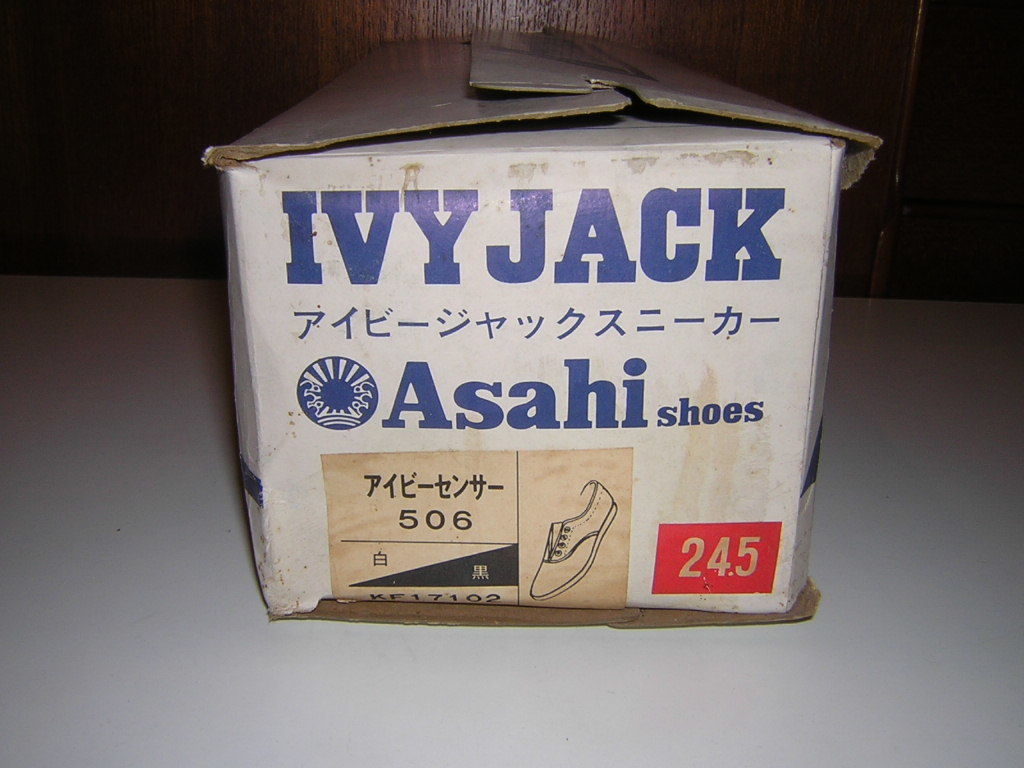 IVY JACK
アイビージャックスニーカー
Asahi shoes
アイビーセンサー
506
白
黒
KF17102
24.5